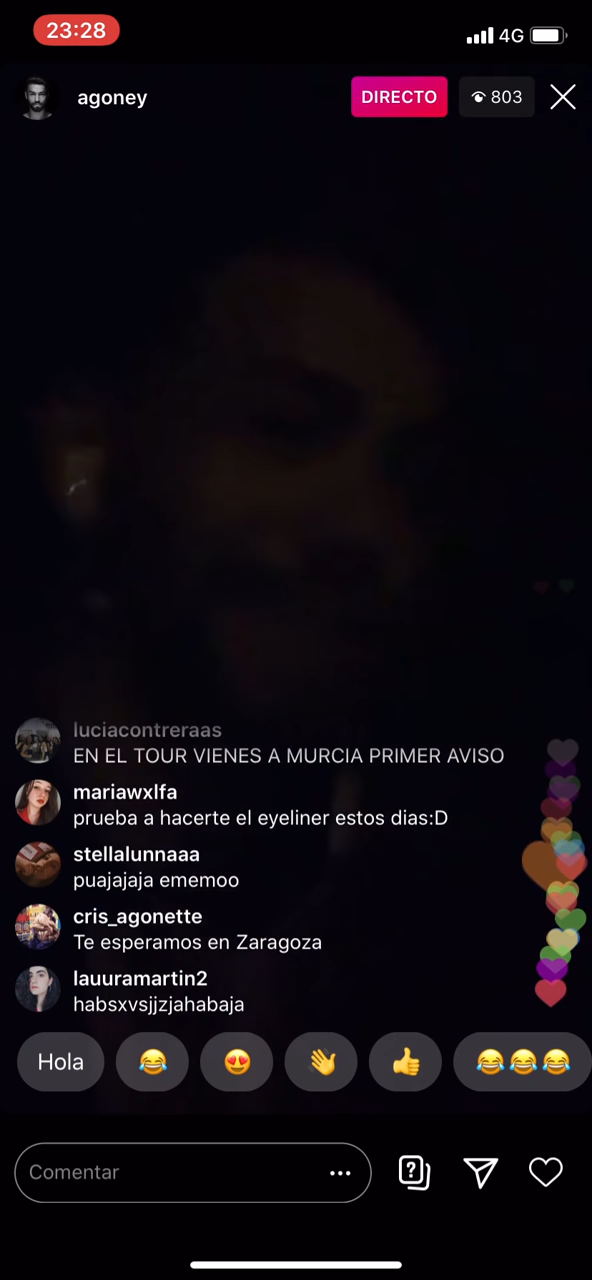 23:28
4G
agoney
DIRECTO
803
luciacontreraas
EN EL TOUR VIENES A MURCIA PRIMER AVISO
mariawxlfa
prueba a hacerte el eyeliner estos dias:D
stellalunnaaa
puajajaja ememoo
cris_agonette
Te esperamos en Zaragoza
lauuramartin2
habsxvsjjzjahabaja
Hola
Comentar